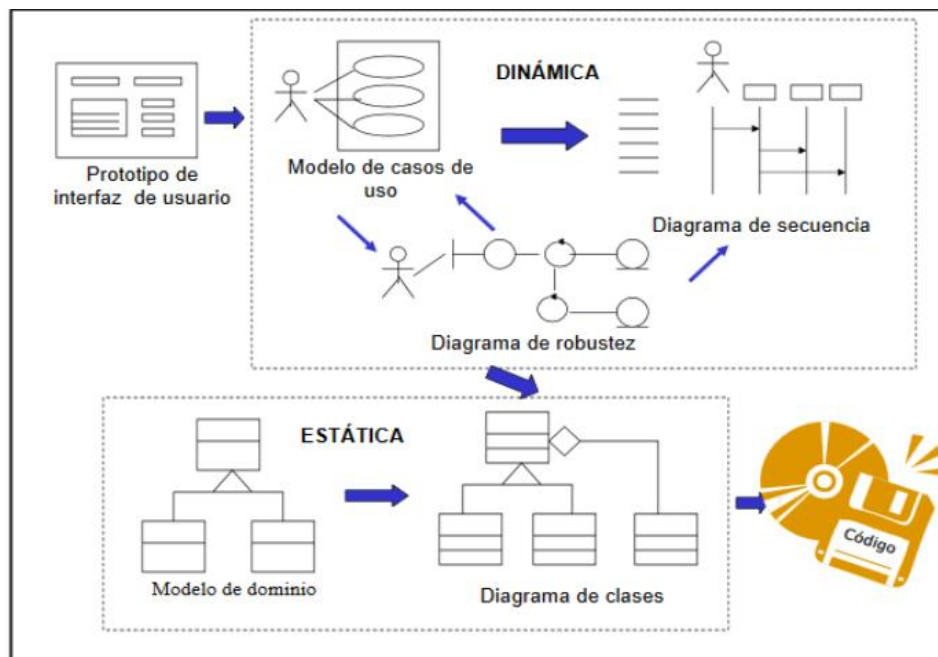 DINÁMICA
Prototipo de
interfaz de usuario
Modelo de casos de
uso
Diagrama de secuencia
Diagrama de robustez
ESTÁTICA
Código
Modelo de dominio
Diagrama de clases